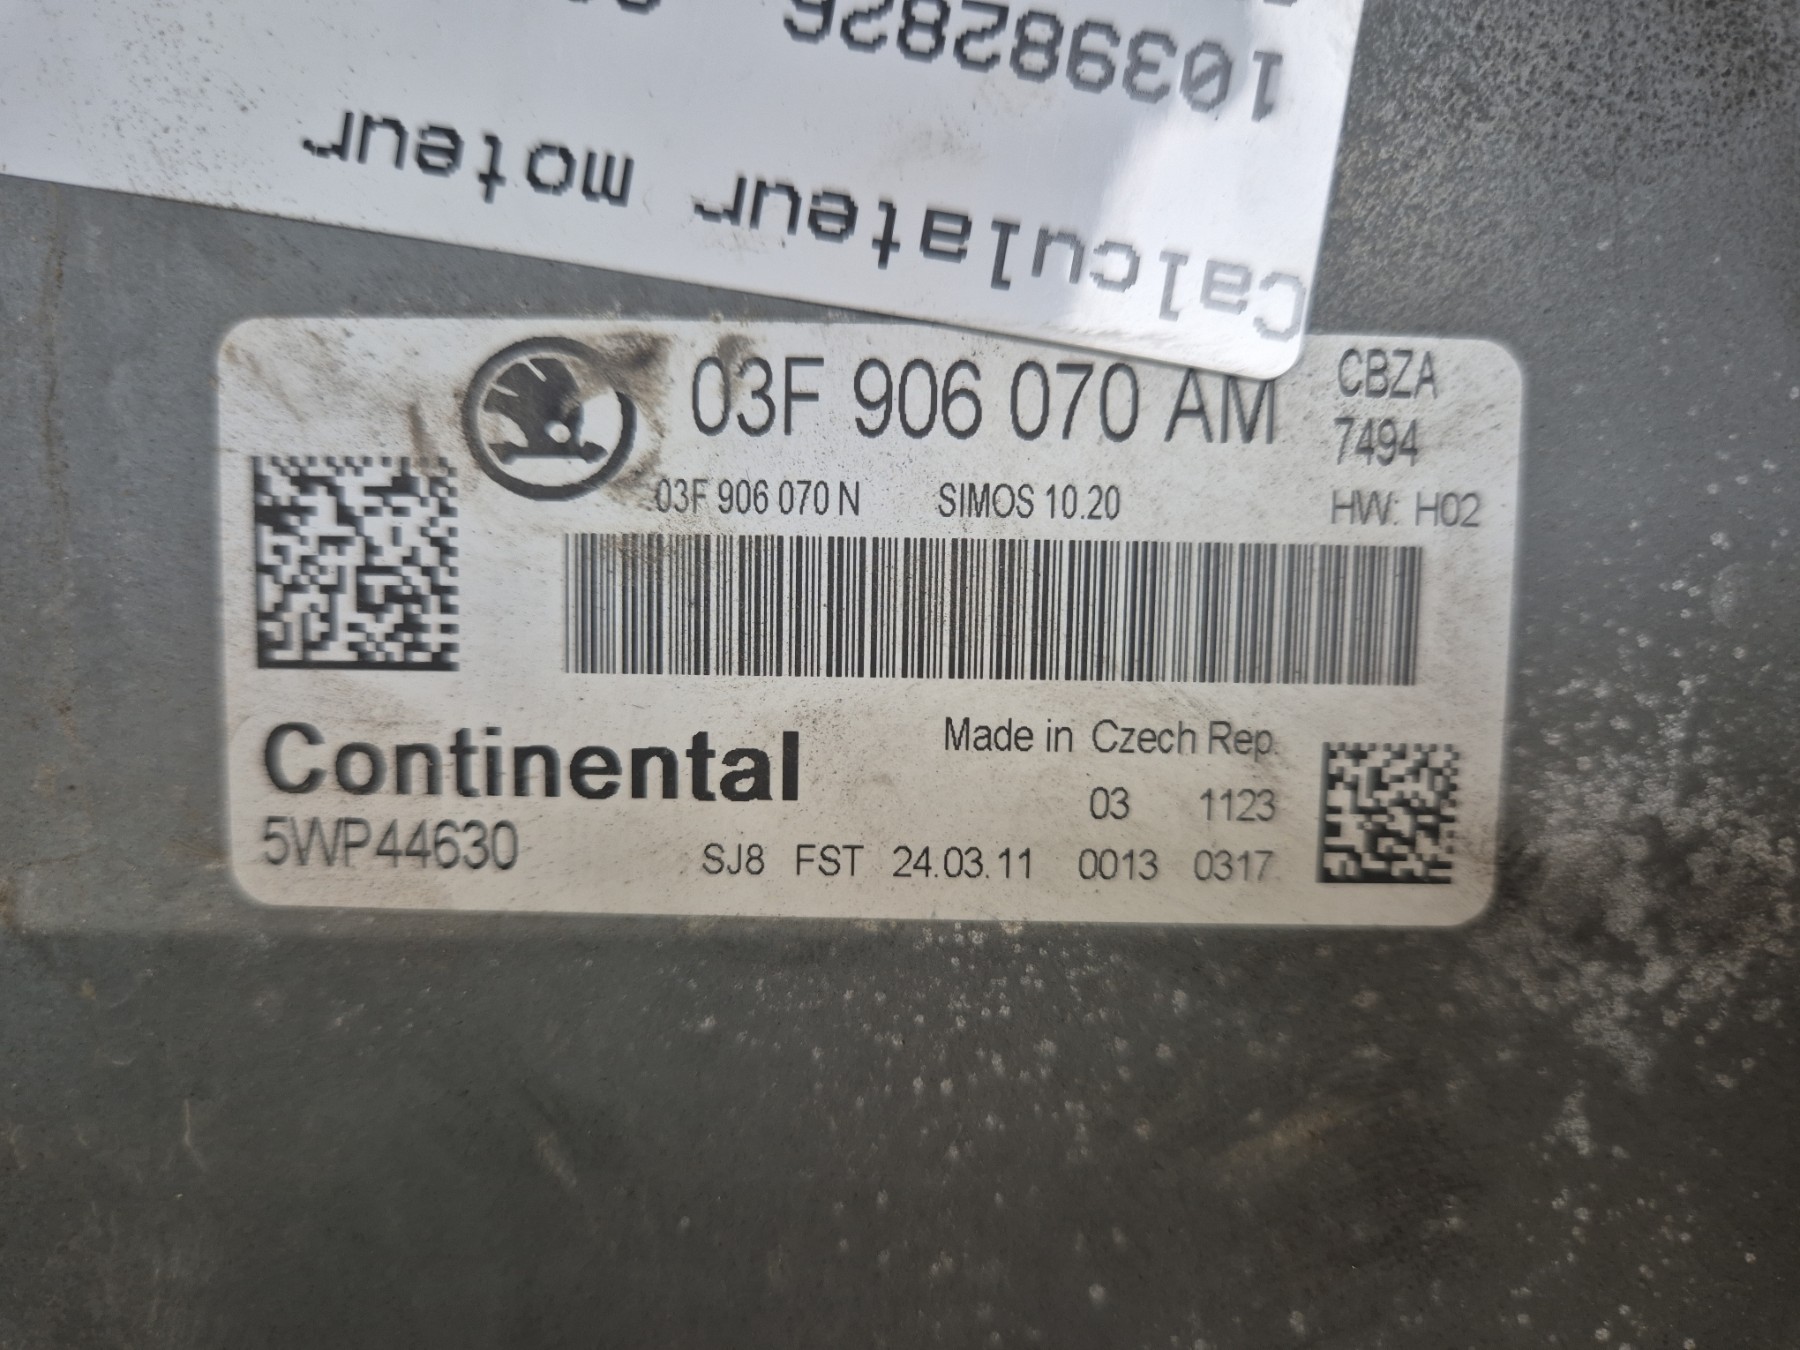 10398286
Calculateur moteur
03F 906 070 AM
CBZA
7494
03F 906 070 N SIMOS 10.20
HW: H02
Continental
Made in Czech Rep.
03 1123
5WP44630
SJ8 FST 24.03.11 0013 0317